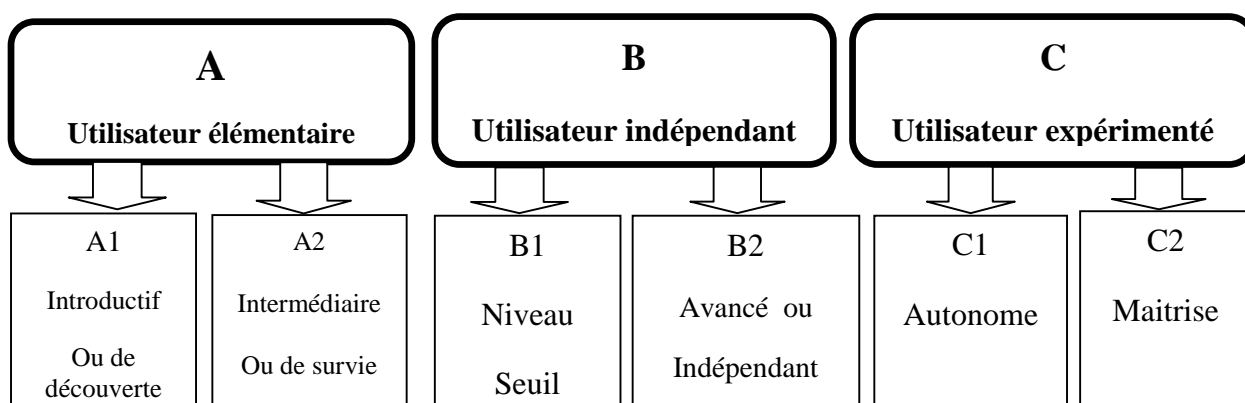 A
Utilisateur élémentaire
B
Utilisateur indépendant
C
Utilisateur expérimenté
A1
Introductif
Ou de
découverte
A2
Intermédiaire
Ou de survie
B1
Niveau
Seuil
B2
Avancé ou
Indépendant
C1
Autonome
C2
Maitrise